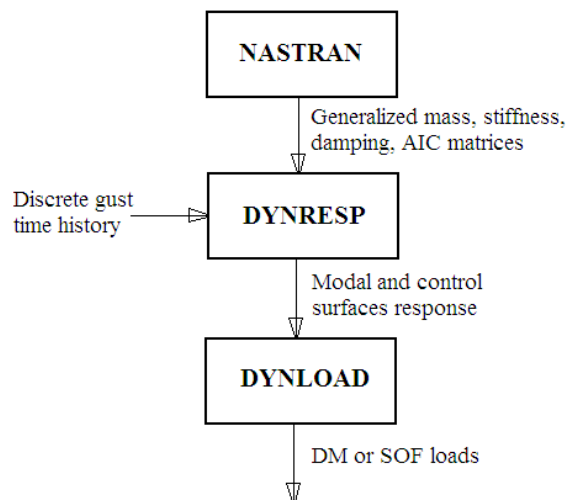 NASTRAN
Generalized mass, stiffness,
damping, AIC matrices
Discrete gust
time history
DYNRESP
Modal and control
surfaces response
DYNLOAD
DM or SOF loads